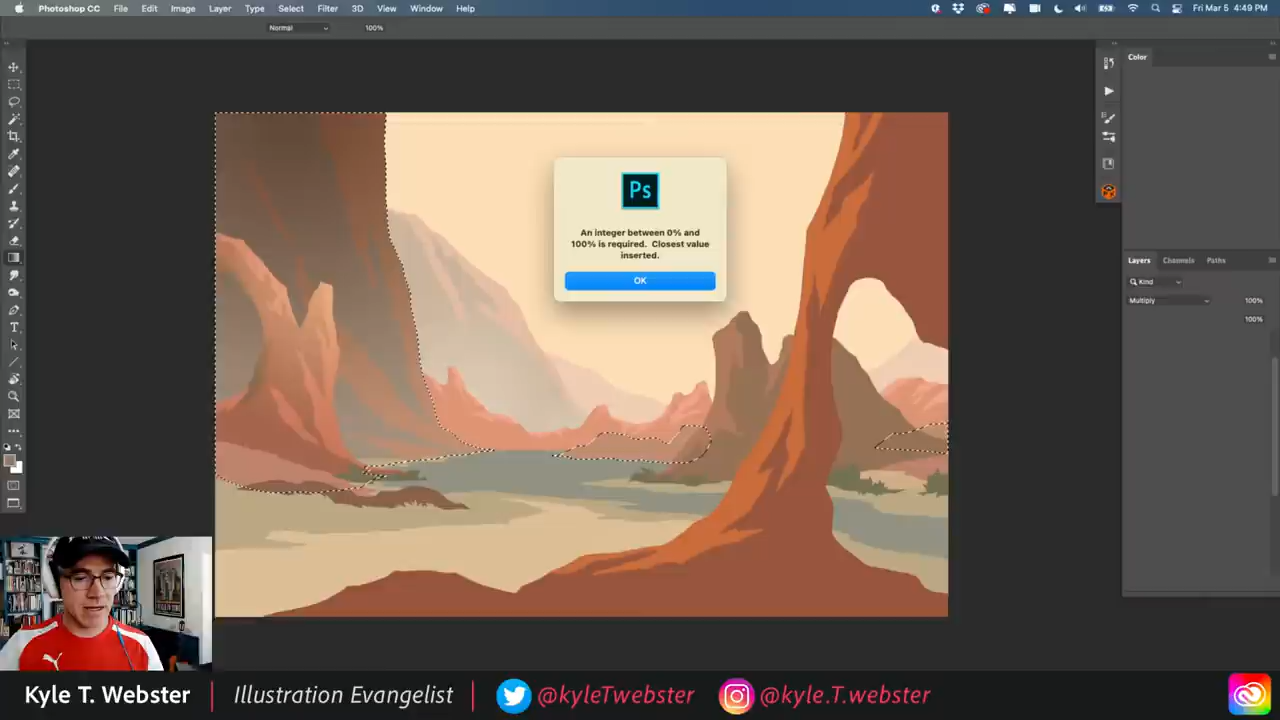 Photoshop CC File Edit Image Layer Type Select Filter 3D View Window Help Fri Mar 5 4:49 PM
Normal 100%
Color
Ps
An integer between 0% and
100% is required. Closest value
inserted.
OK
Layers Channels Paths
Kind
Multiply 100%
100%
Kyle T. Webster | Illustration Evangelist | @kyleTwebster @kyle.T.webster